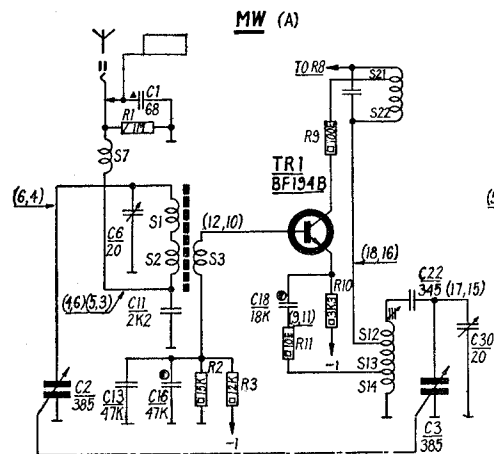 MW (A)
C1
68
R1
1M
S7
TO R8
S21
S22
R9
100E
TR1
BF194B
(6,4)
S1
C6
20
S2
S3
(12,10)
(18,16)
C22
345
(17,15)
(4,6)(5,3)
C11
2K2
C18
18K
(9,11)
R10
3K3
R11
10E
-1
S12
S13
S14
C30
20
C2
385
C13
47K
C16
47K
R2
R3
-1
C3
385